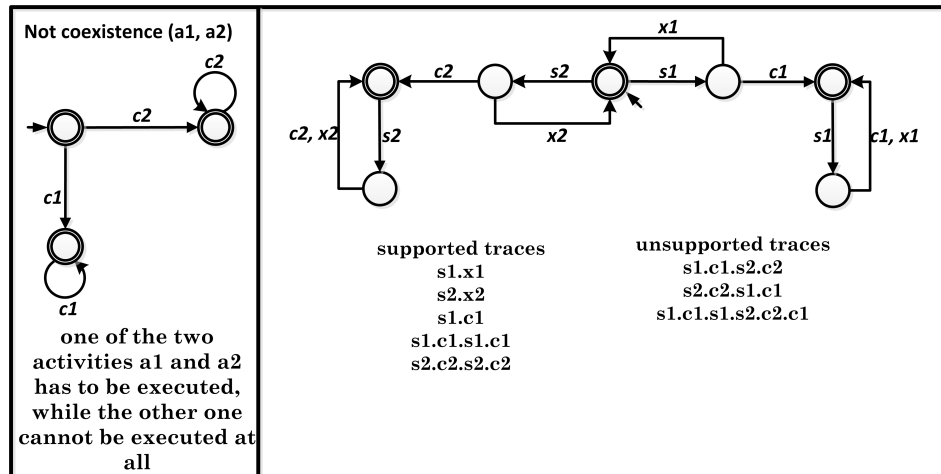 Not coexistence (a1, a2)
c2
c2
c1
c1
one of the two
activities a1 and a2
has to be executed,
while the other one
cannot be executed at
all
x1
c2
s2
s1
c1
x2
c2, x2
s2
s1
c1, x1
supported traces
s1.x1
s2.x2
s1.c1
s1.c1.s1.c1
s2.c2.s2.c2
unsupported traces
s1.c1.s2.c2
s2.c2.s1.c1
s1.c1.s1.s2.c2.c1